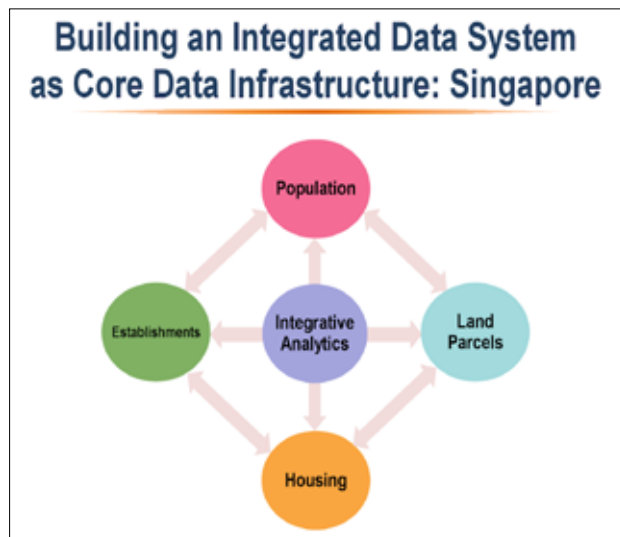 Building an Integrated Data System
as Core Data Infrastructure: Singapore
Population
Establishments
Integrative
Analytics
Land
Parcels
Housing